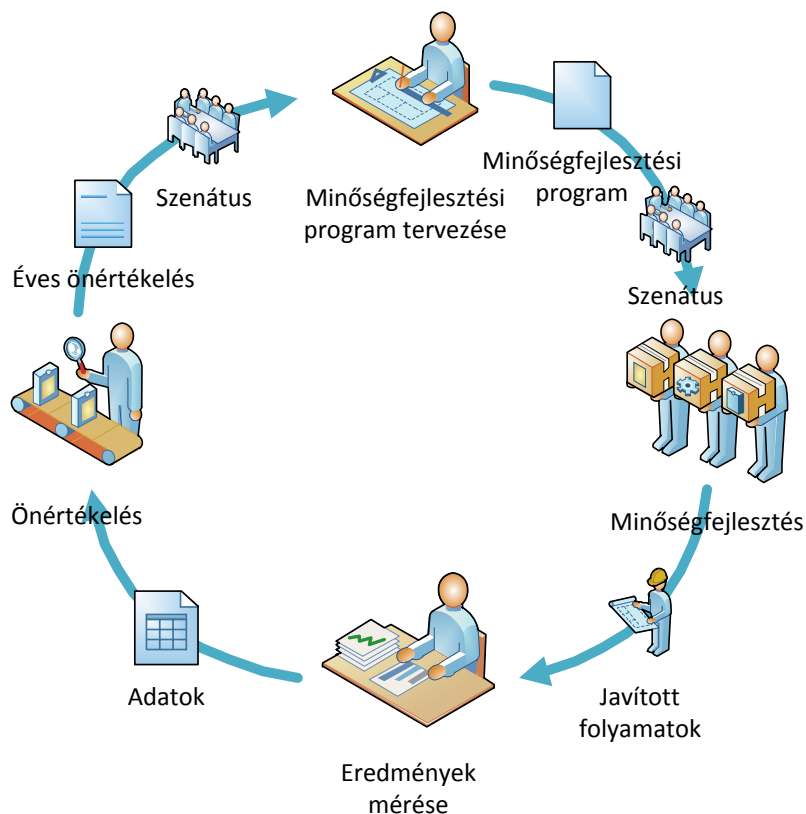 Szenátus
Minőségfejlesztési
program tervezése
Minőségfejlesztési
program
Éves önértékelés
Szenátus
Önértékelés
Minőségfejlesztés
Adatok
Javított
folyamatok
Eredmények
mérése